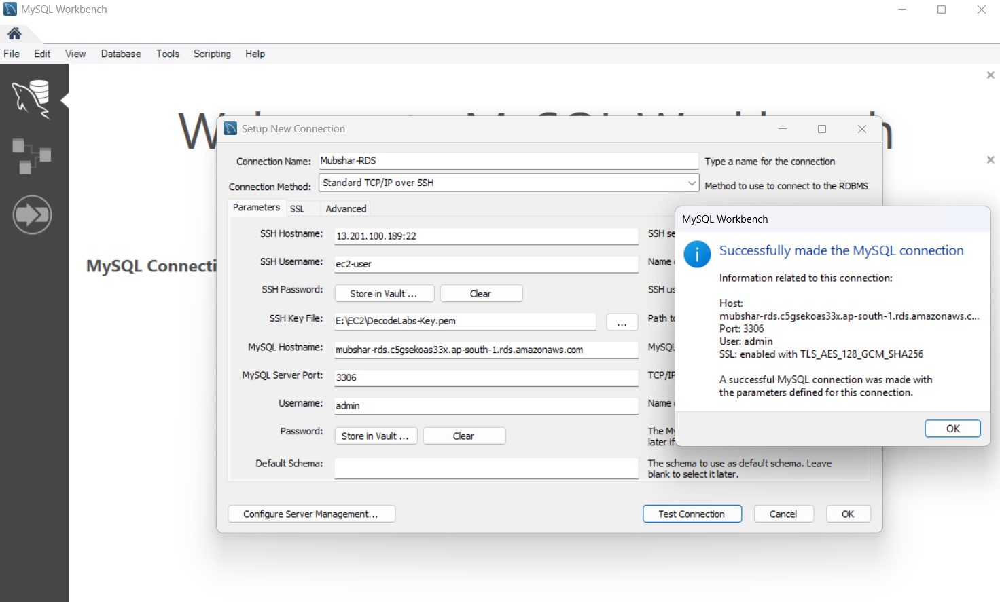 MySQL Workbench
File Edit View Database Tools Scripting Help
Setup New Connection
Connection Name: Mubshar-RDS Type a name for the connection
Connection Method: Standard TCP/IP over SSH Method to use to connect to the RDBMS
Parameters SSL Advanced
SSH Hostname: 13.201.100.189:22 SSH se
SSH Username: ec2-user Name
SSH Password: Store in Vault ... Clear SSH us
SSH Key File: E:\EC2\DecodeLabs-Key.pem ... Path to
MySQL Hostname: mubshar-rds.c5gsekoas33x.ap-south-1.rds.amazonaws.com MySQL
MySQL Server Port: 3306 TCP/IP
Username: admin Name
Password: Store in Vault ... Clear The My
later if
Default Schema: The schema to use as default schema. Leave
blank to select it later.
Configure Server Management... Test Connection Cancel OK
MySQL Connecti
MySQL Workbench
Successfully made the MySQL connection
Information related to this connection:
Host:
mubshar-rds.c5gsekoas33x.ap-south-1.rds.amazonaws.c...
Port: 3306
User: admin
SSL: enabled with TLS_AES_128_GCM_SHA256
A successful MySQL connection was made with
the parameters defined for this connection.
OK